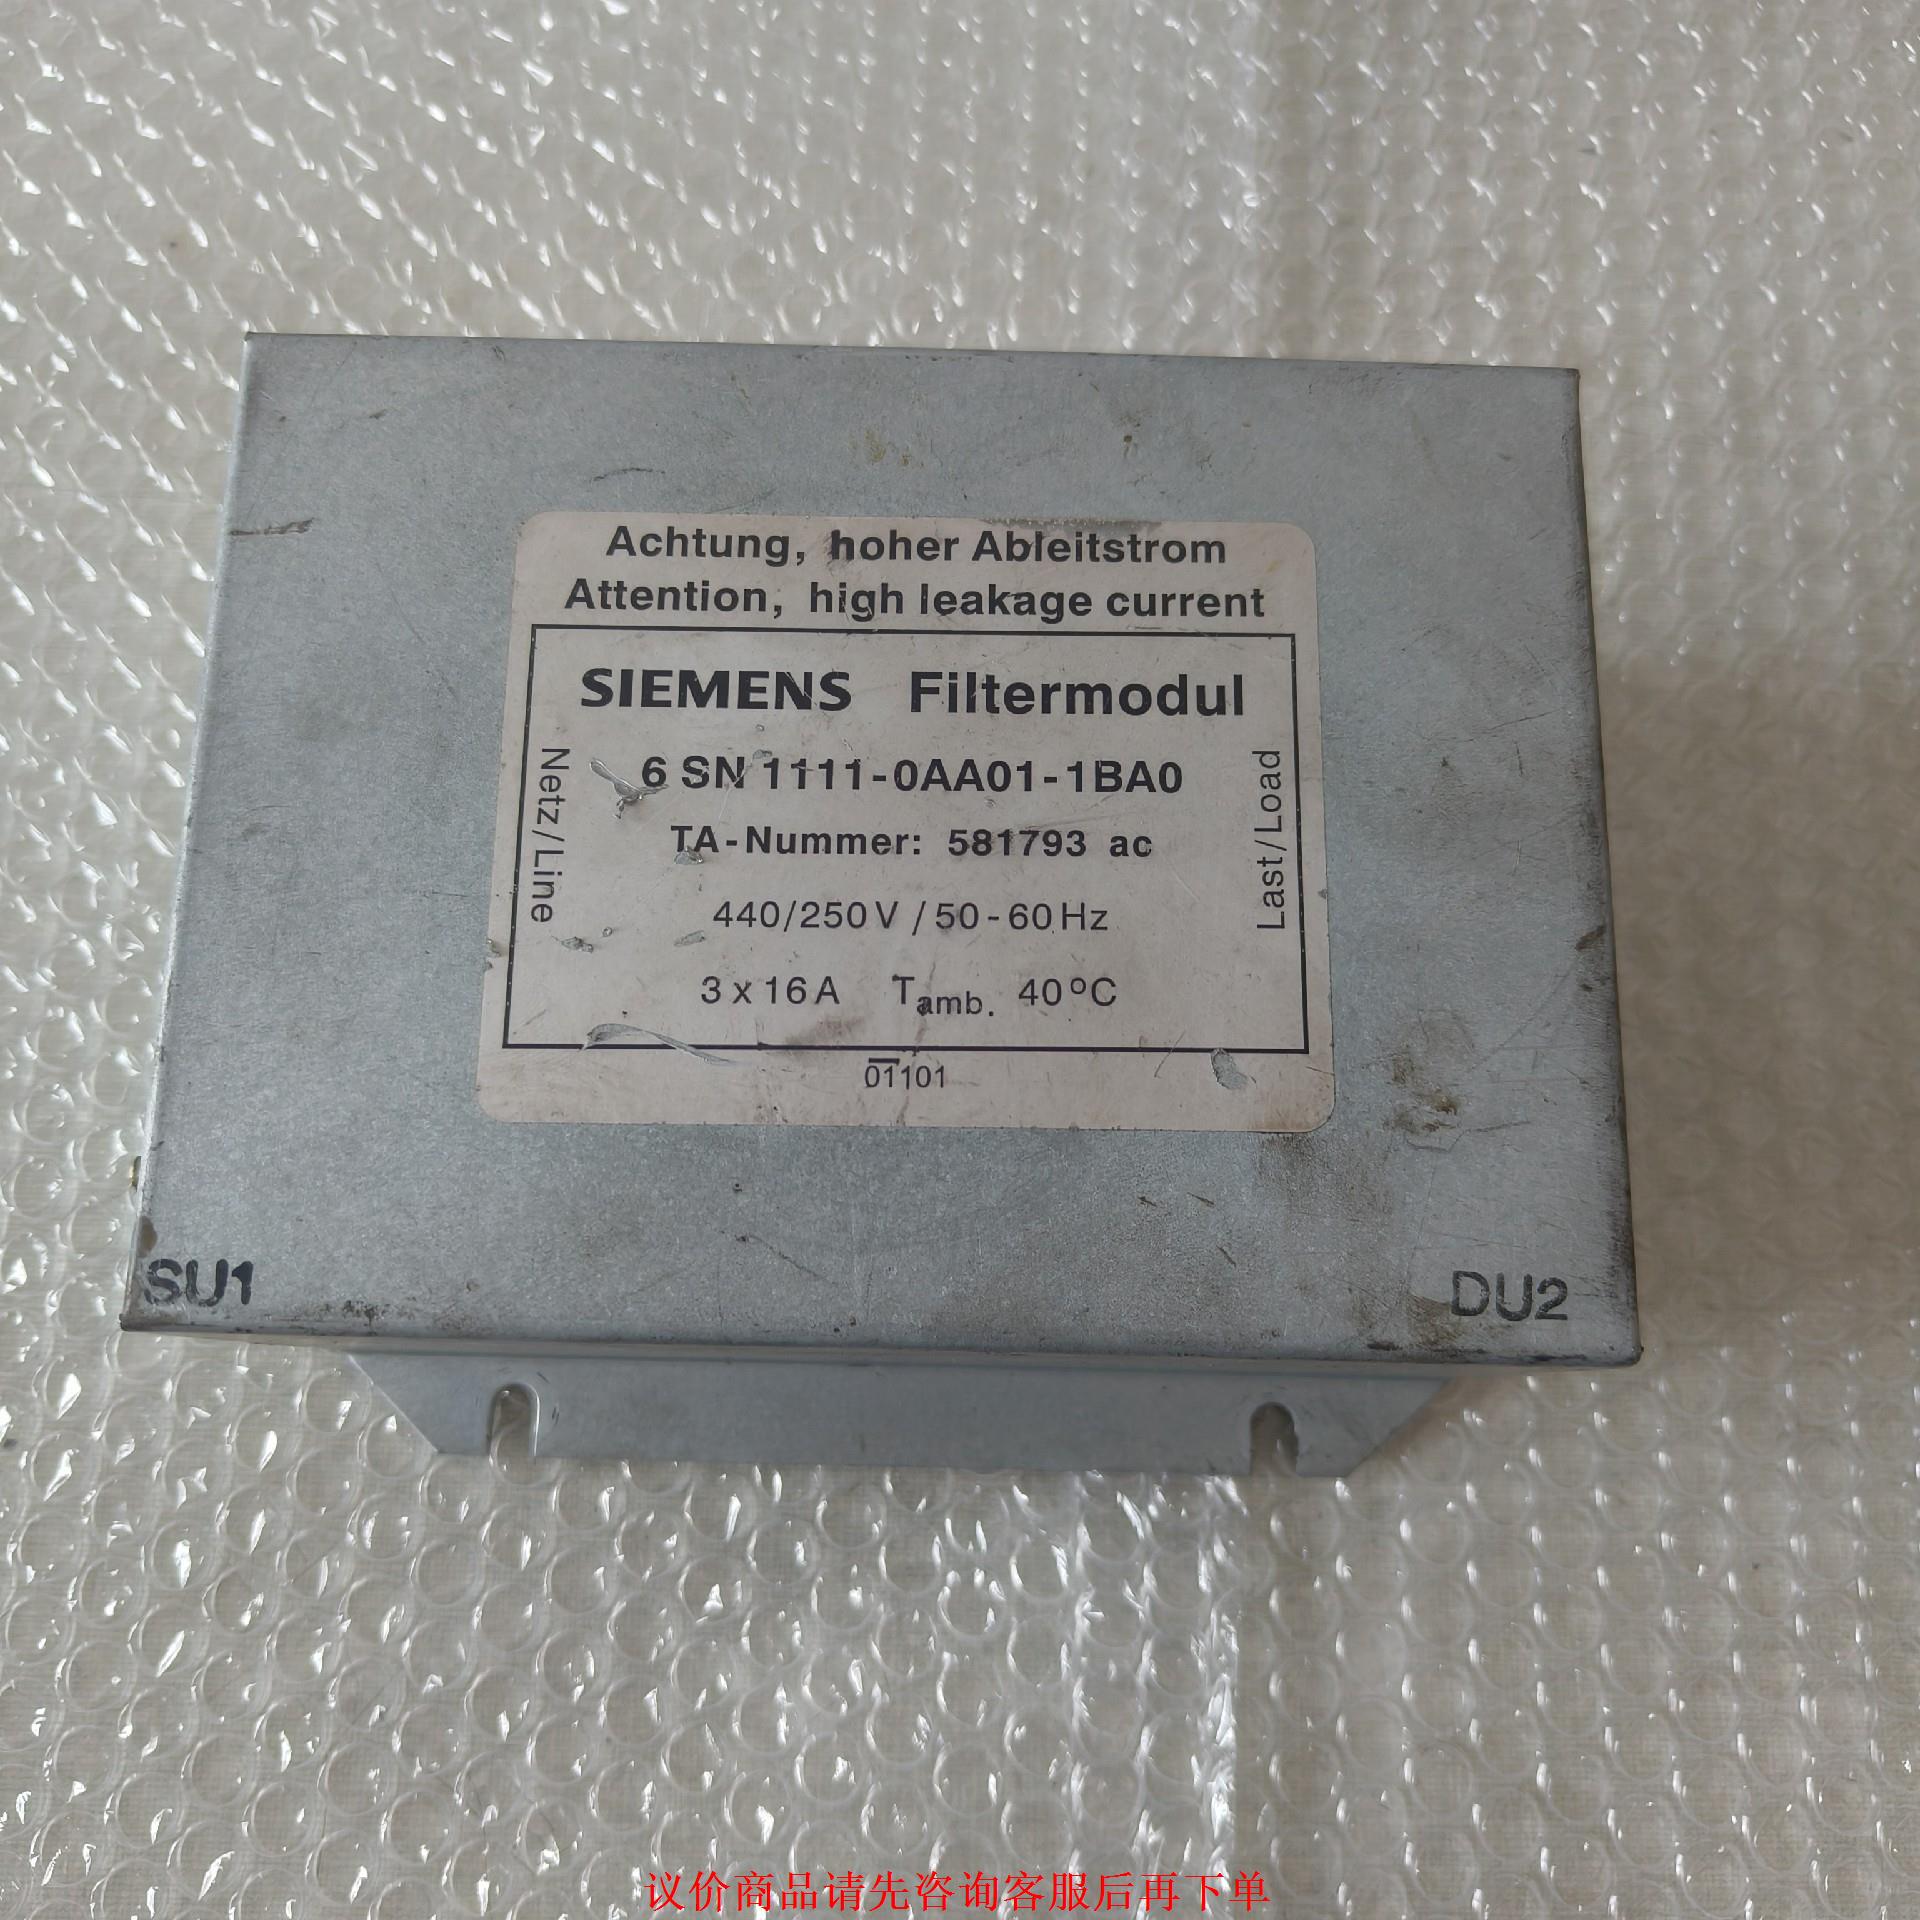 Achtung, hoher Ableitstrom
Attention, high leakage current
SIEMENS Filtermodul
6 SN 1111-0AA01-1BA0
TA-Nummer: 581793 ac
440/250 V / 50-60 Hz
3 x 16 A Tamb. 40°C
Netz/Line
Last/Load
01101
SU1
DU2
议价商品请先咨询客服后再下单